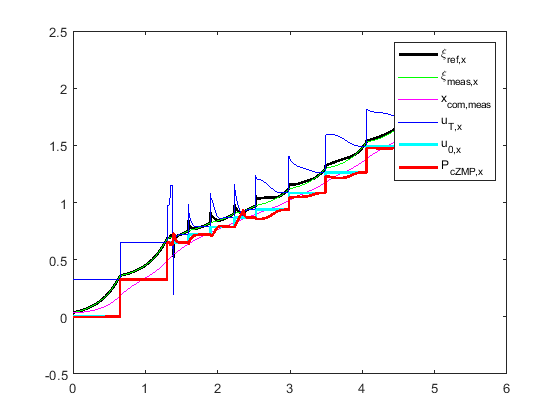 2.5
2
1.5
1
0.5
0
-0.5
0 1 2 3 4 5 6
ξref,x
ξmeas,x
xcom,meas
uT,x
u0,x
PcZMP,x